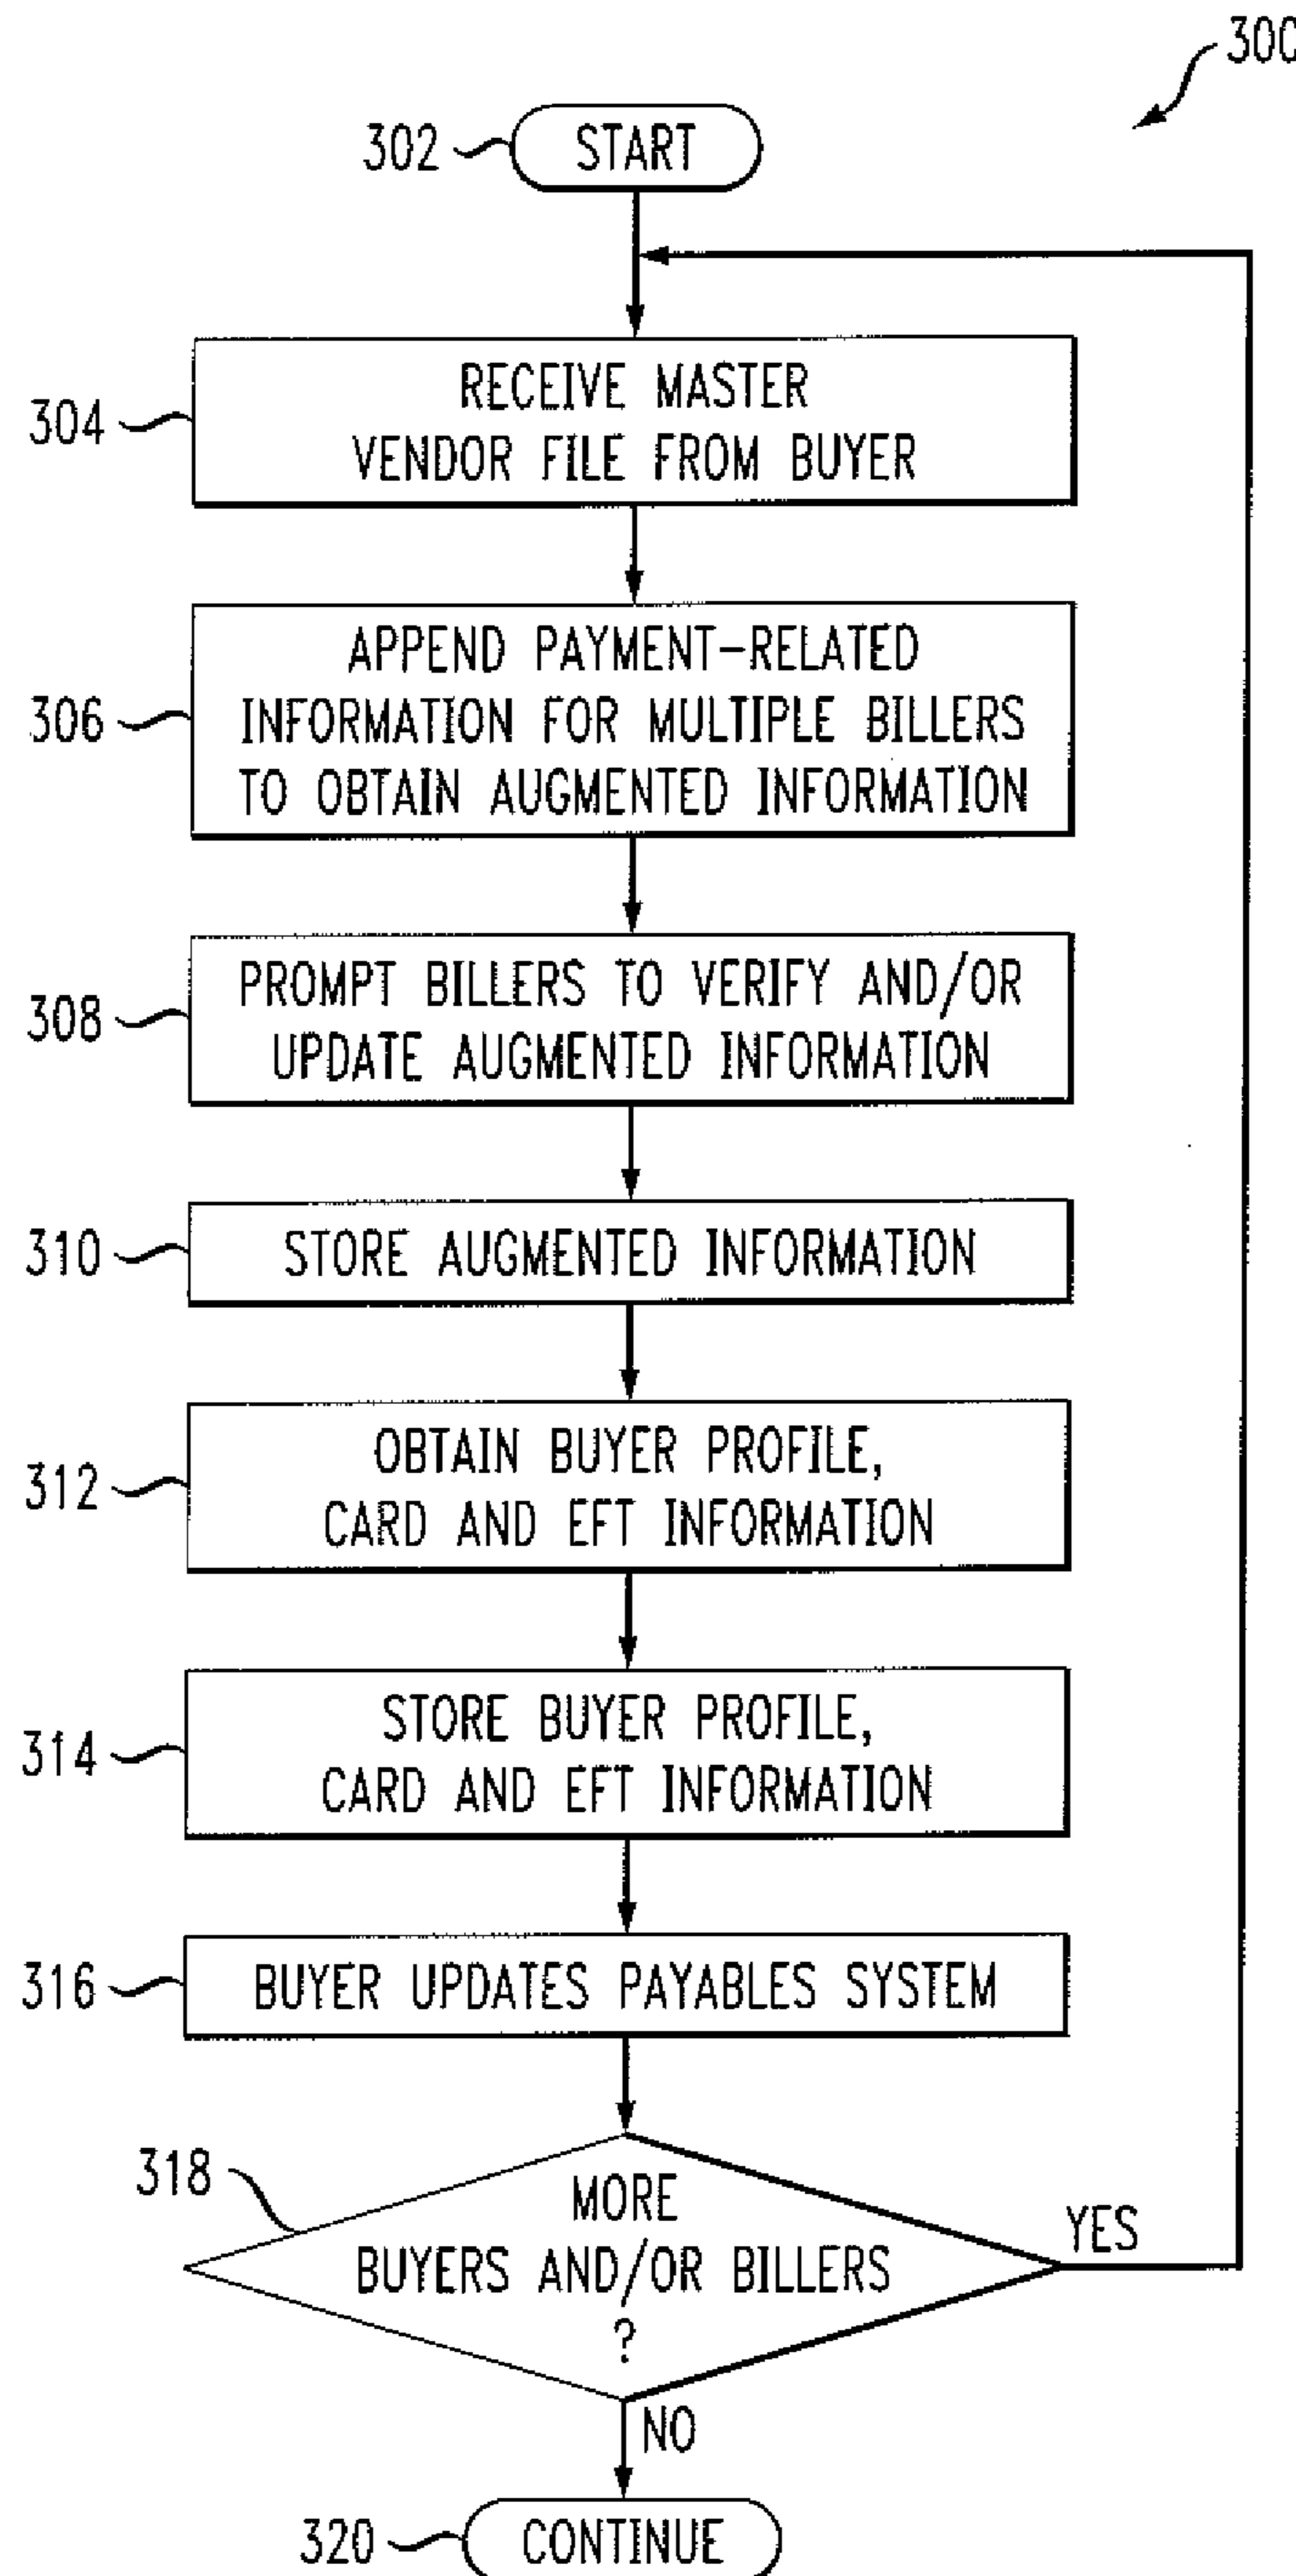 300
302
START
304
RECEIVE MASTER
VENDOR FILE FROM BUYER
306
APPEND PAYMENT-RELATED
INFORMATION FOR MULTIPLE BILLERS
TO OBTAIN AUGMENTED INFORMATION
308
PROMPT BILLERS TO VERIFY AND/OR
UPDATE AUGMENTED INFORMATION
310
STORE AUGMENTED INFORMATION
312
OBTAIN BUYER PROFILE,
CARD AND EFT INFORMATION
314
STORE BUYER PROFILE,
CARD AND EFT INFORMATION
316
BUYER UPDATES PAYABLES SYSTEM
318
MORE
BUYERS AND/OR BILLERS
?
YES
NO
320
CONTINUE